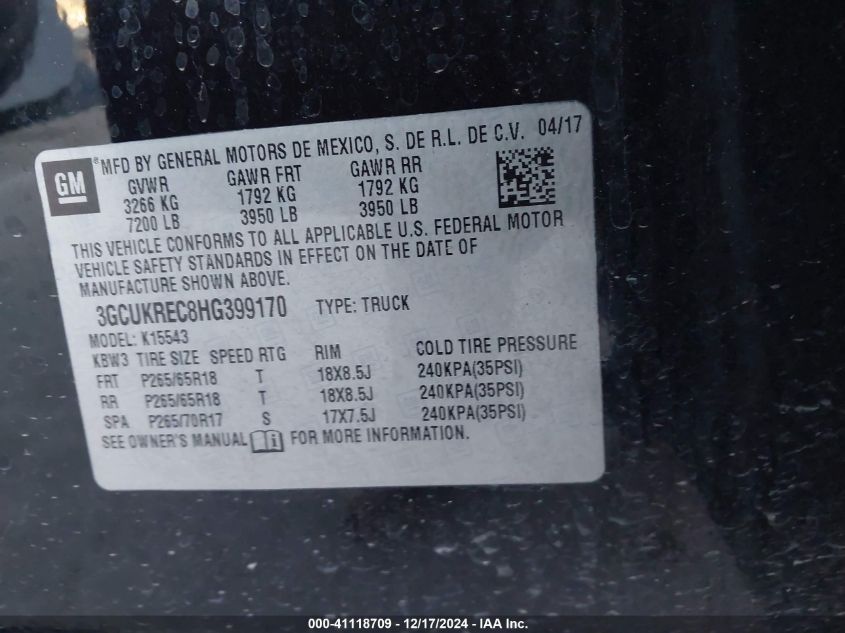 GM
® MFD BY GENERAL MOTORS DE MEXICO, S. DE R.L. DE C.V. 04/17
GVWR GAWR FRT GAWR RR
3266 KG 1792 KG 1792 KG
7200 LB 3950 LB 3950 LB
THIS VEHICLE CONFORMS TO ALL APPLICABLE U.S. FEDERAL MOTOR
VEHICLE SAFETY STANDARDS IN EFFECT ON THE DATE OF
MANUFACTURE SHOWN ABOVE.
3GCUKREC8HG399170 TYPE: TRUCK
MODEL: K15543
KBW3 TIRE SIZE SPEED RTG RIM COLD TIRE PRESSURE
FRT P265/65R18 T 18X8.5J 240KPA(35PSI)
RR P265/65R18 T 18X8.5J 240KPA(35PSI)
SPA P265/70R17 S 17X7.5J 240KPA(35PSI)
SEE OWNER'S MANUAL i FOR MORE INFORMATION.
000-41118709 - 12/17/2024 - IAA Inc.